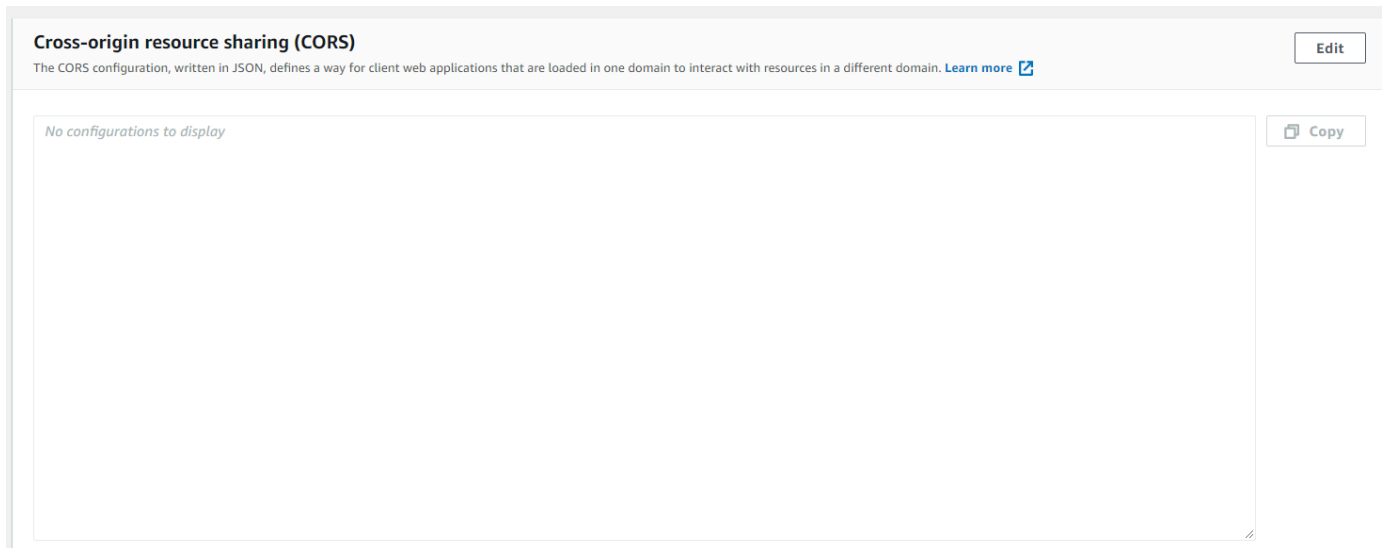 Cross-origin resource sharing (CORS)
Edit
The CORS configuration, written in JSON, defines a way for client web applications that are loaded in one domain to interact with resources in a different domain. Learn more
No configurations to display
Copy